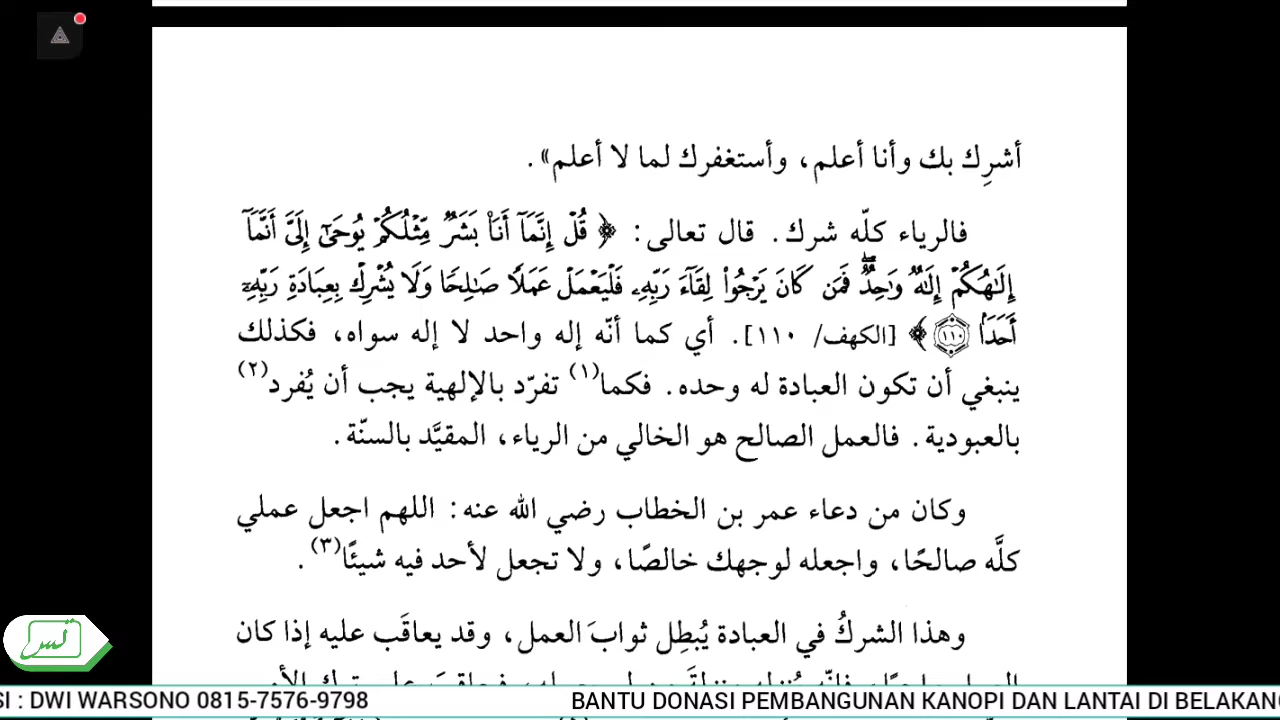 أشرِك بك وأنا أعلم، وأستغفرك لما لا أعلم».
فالرياء كلّه شرك. قال تعالى: ﴿قُلْ إِنَّمَآ أَنَا۠ بَشَرٌ مِّثْلُكُمْ يُوحَىٰٓ إِلَىَّ أَنَّمَآ
إِلَـٰهُكُمْ إِلَـٰهٌ وَٰحِدٌ ۖ فَمَن كَانَ يَرْجُوا۟ لِقَآءَ رَبِّهِۦ فَلْيَعْمَلْ عَمَلًا صَـٰلِحًا وَلَا يُشْرِكْ بِعِبَادَةِ رَبِّهِۦٓ
أَحَدًۢا ١١٠﴾ [الكهف/ ١١٠]. أي كما أنّه إله واحد لا إله سواه، فكذلك
ينبغي أن تكون العبادة له وحده. فكما(١) تفرّد بالإلهية يجب أن يُفرد(٢)
بالعبودية. فالعمل الصالح هو الخالي من الرياء، المقيَّد بالسنّة.
وكان من دعاء عمر بن الخطاب رضي الله عنه: اللهم اجعل عملي
كلَّه صالحًا، واجعله لوجهك خالصًا، ولا تجعل لأحد فيه شيئًا(٣).
وهذا الشركُ في العبادة يُبطِل ثوابَ العمل، وقد يعاقَب عليه إذا كان
SI : DWI WARSONO 0815-7576-9798 BANTU DONASI PEMBANGUNAN KANOPI DAN LANTAI DI BELAKANG